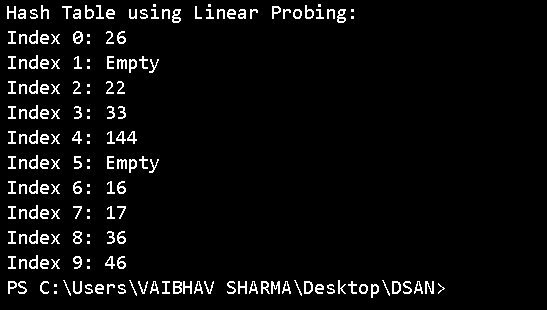 Hash Table using Linear Probing:
Index 0: 26
Index 1: Empty
Index 2: 22
Index 3: 33
Index 4: 144
Index 5: Empty
Index 6: 16
Index 7: 17
Index 8: 36
Index 9: 46
PS C:\Users\VAIBHAV SHARMA\Desktop\DSAN>